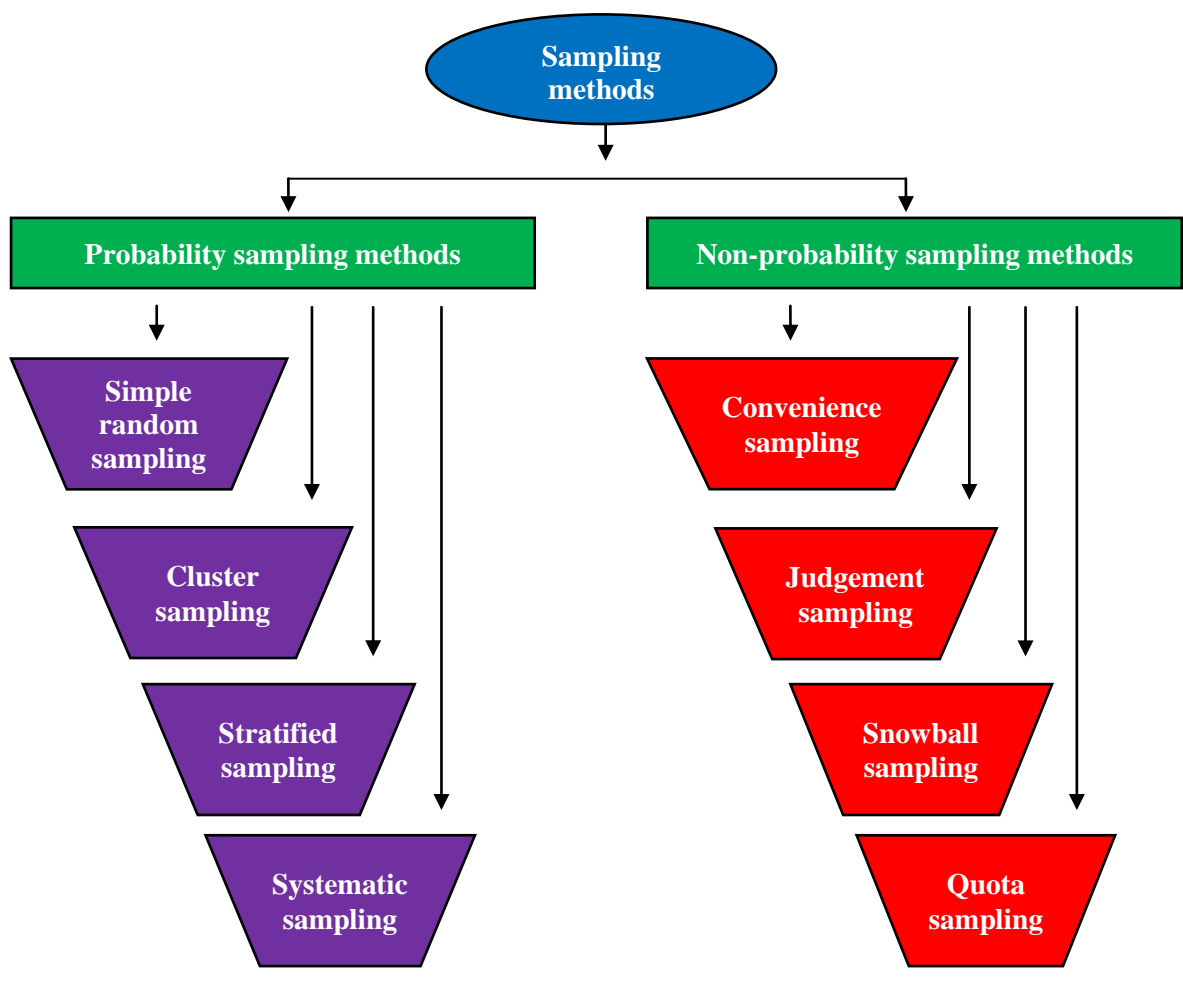 Sampling
methods
Probability sampling methods
Non-probability sampling methods
Simple
random
sampling
Convenience
sampling
Cluster
sampling
Judgement
sampling
Stratified
sampling
Snowball
sampling
Systematic
sampling
Quota
sampling